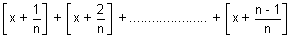 [x + 1/n] + [x + 2/n] + ...................... + [x + n - 1/n]